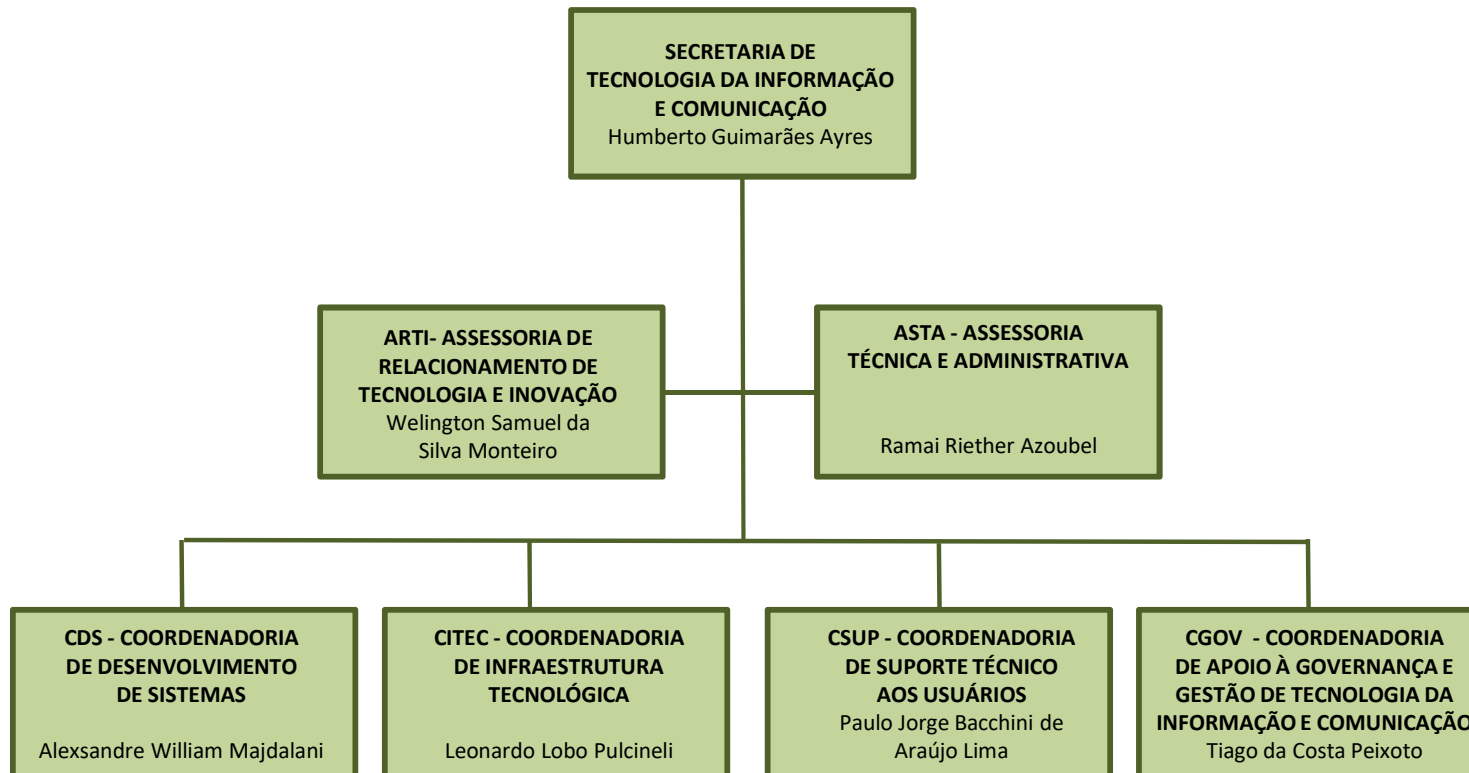 SECRETARIA DE
TECNOLOGIA DA INFORMAÇÃO
E COMUNICAÇÃO
Humberto Guimarães Ayres
ARTI- ASSESSORIA DE
RELACIONAMENTO DE
TECNOLOGIA E INOVAÇÃO
Welington Samuel da
Silva Monteiro
ASTA - ASSESSORIA
TÉCNICA E ADMINISTRATIVA
Ramai Riether Azoubel
CDS - COORDENADORIA
DE DESENVOLVIMENTO
DE SISTEMAS
Alexsandre William Majdalani
CITEC - COORDENADORIA
DE INFRAESTRUTURA
TECNOLÓGICA
Leonardo Lobo Pulcineli
CSUP - COORDENADORIA
DE SUPORTE TÉCNICO
AOS USUÁRIOS
Paulo Jorge Bacchini de
Araújo Lima
CGOV - COORDENADORIA
DE APOIO À GOVERNANÇA E
GESTÃO DE TECNOLOGIA DA
INFORMAÇÃO E COMUNICAÇÃO
Tiago da Costa Peixoto